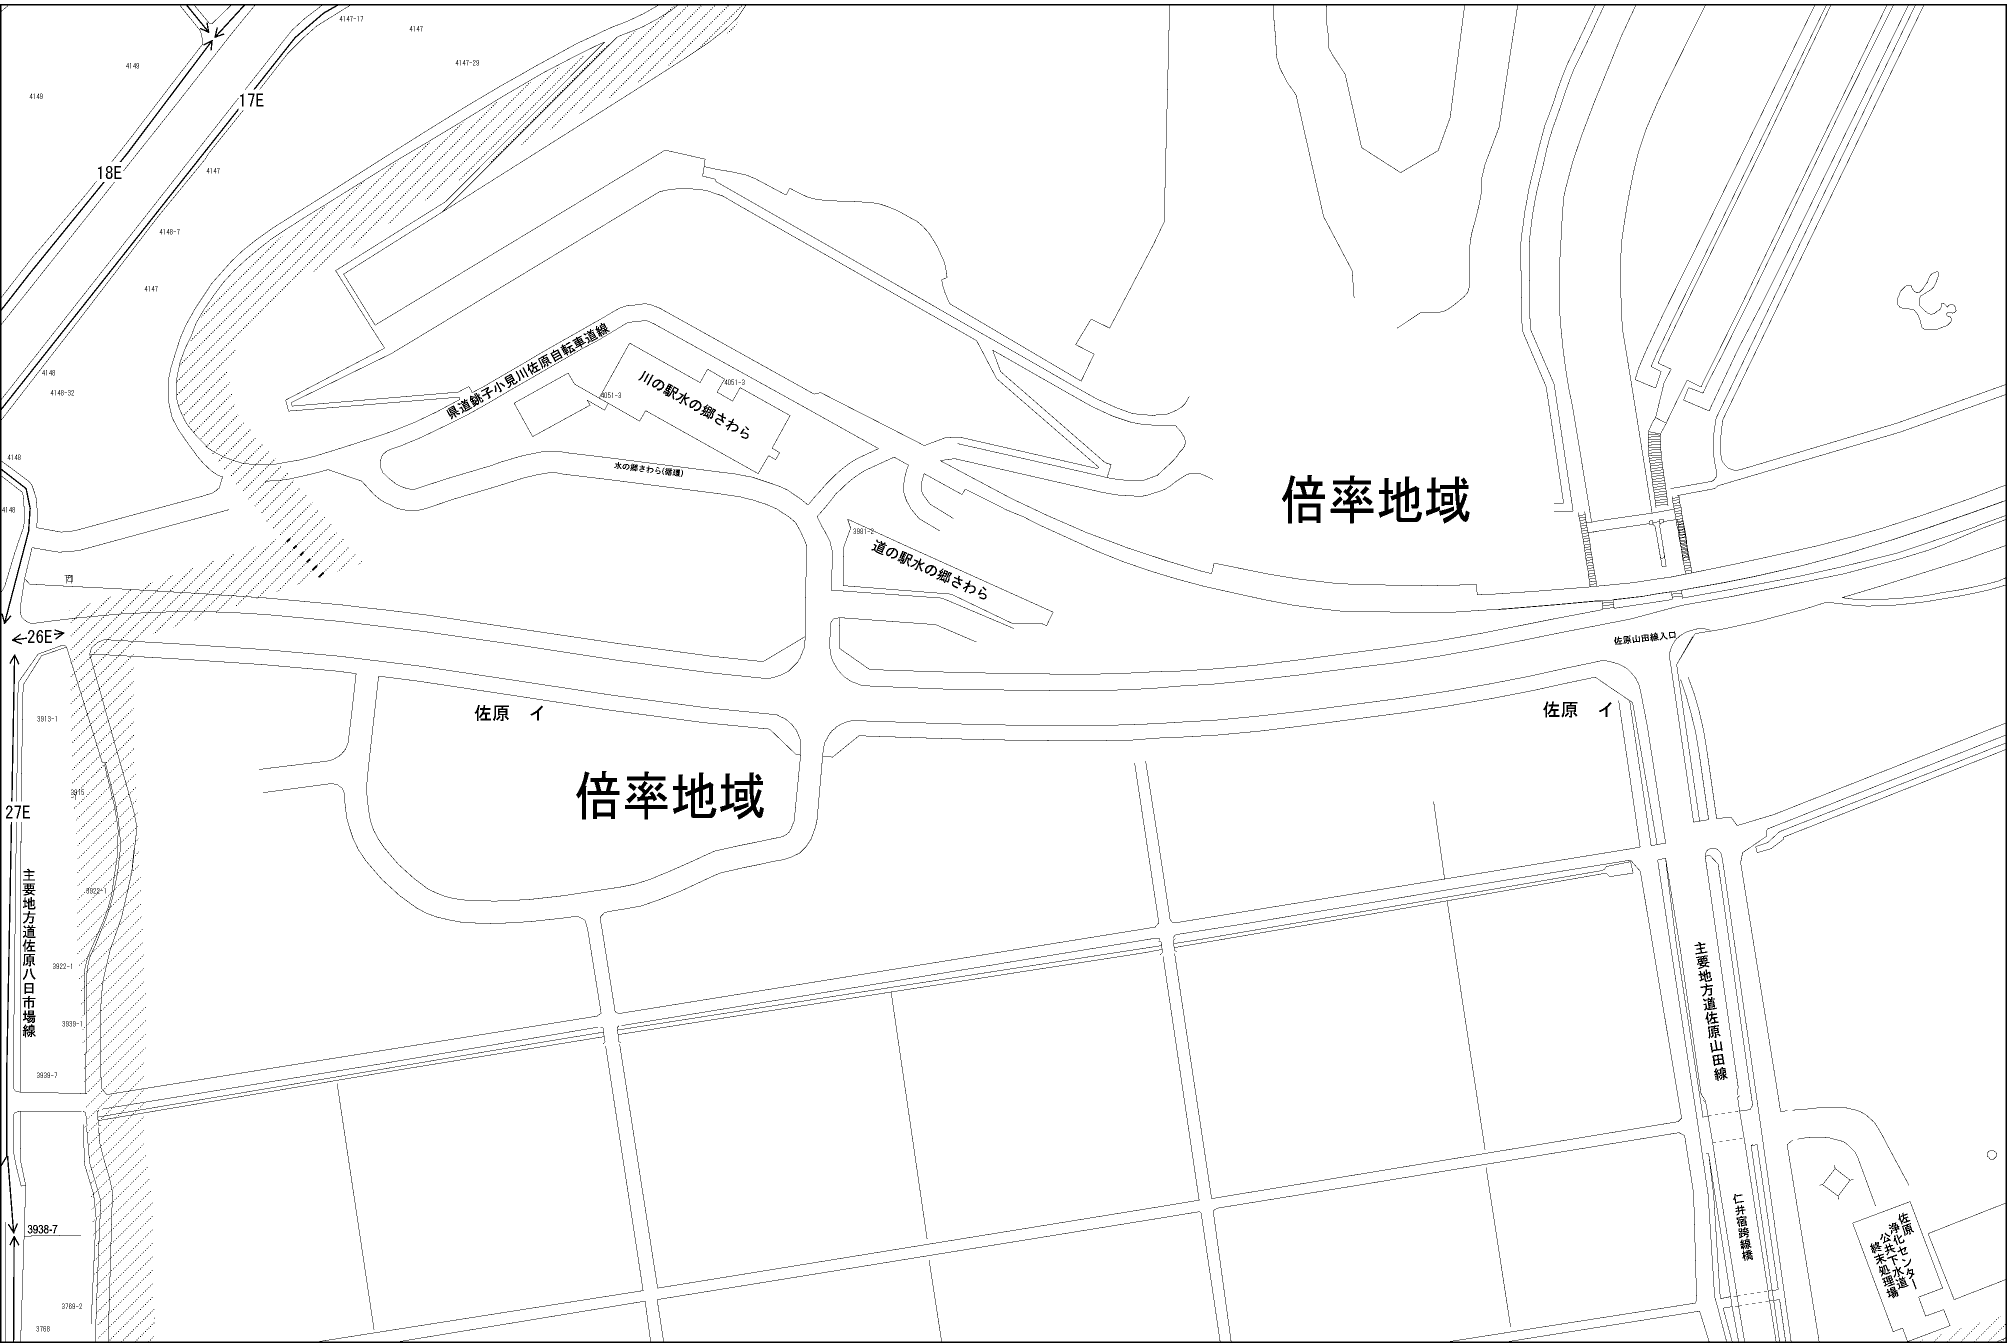 4147-17
4147
4147-29
4149
4149
17E
18E
4147
4148-7
4147
県道銚子小見川佐原自転車道線
4148
4148-32
川の駅水の郷さわら
4051-3
4051-3
4148
水の郷さわら(循環)
倍率地域
4148
3981-2
道の駅水の郷さわら
26E
佐原山田線入口
佐原　イ
佐原　イ
3913-1
倍率地域
3915
-1
27E
主要地方道佐原八日市場線
3922-1
3922-1
主要地方道佐原山田線
3939-1
3939-7
3938-7
仁井宿跨線橋
佐原
浄化センター
公共下水道
終末処理場
3769-2
3768